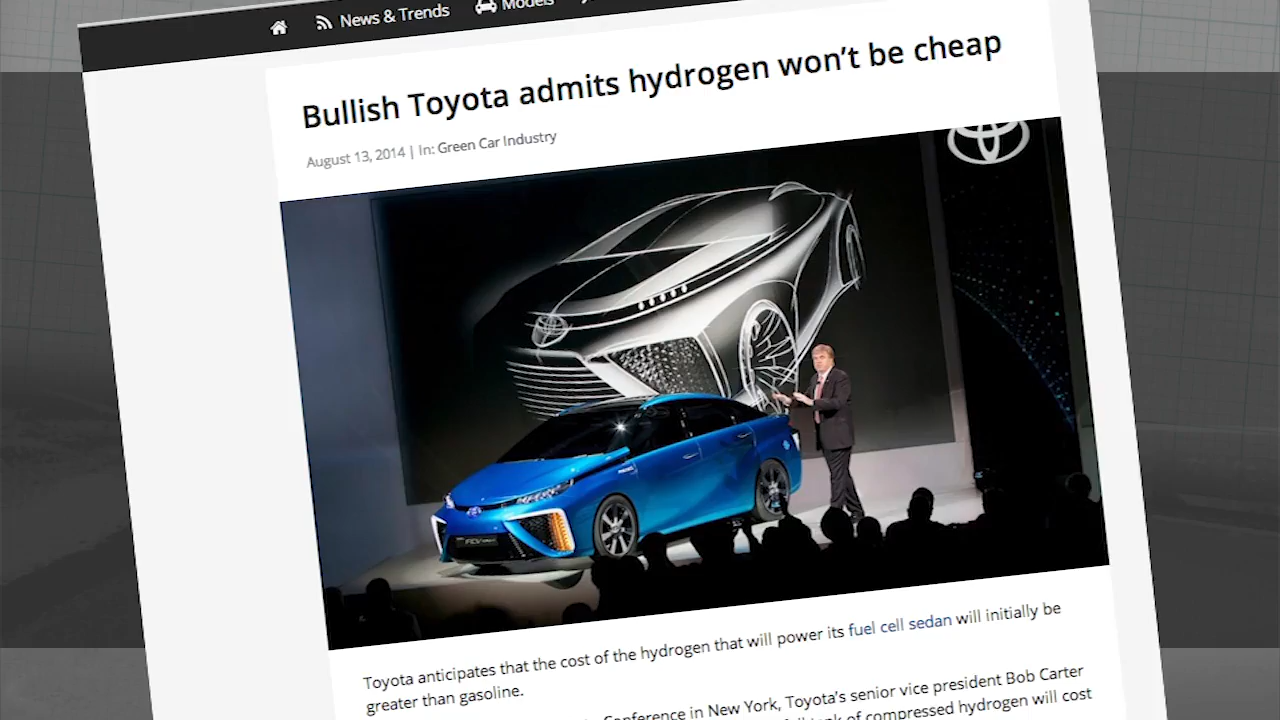 News & Trends
Models
Bullish Toyota admits hydrogen won't be cheap
August 13, 2014 | In: Green Car Industry
Toyota anticipates that the cost of the hydrogen that will power its fuel cell sedan will initially be
greater than gasoline.
Conference in New York, Toyota's senior vice president Bob Carter
of compressed hydrogen will cost